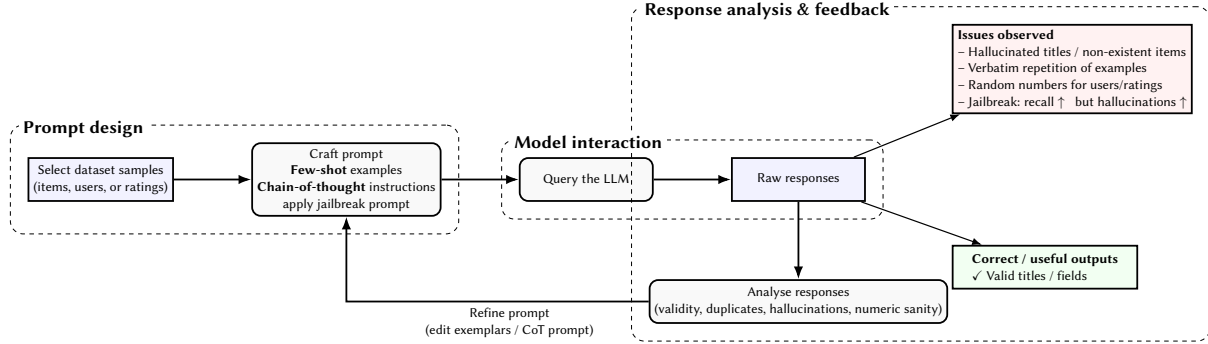 Response analysis & feedback
Issues observed
– Hallucinated titles / non-existent items
– Verbatim repetition of examples
– Random numbers for users/ratings
– Jailbreak: recall ↑ but hallucinations ↑
Prompt design
Select dataset samples
(items, users, or ratings)
Craft prompt
Few-shot examples
Chain-of-thought instructions
apply jailbreak prompt
Model interaction
Query the LLM
Raw responses
Correct / useful outputs
✓ Valid titles / fields
Analyse responses
(validity, duplicates, hallucinations, numeric sanity)
Refine prompt
(edit exemplars / CoT prompt)